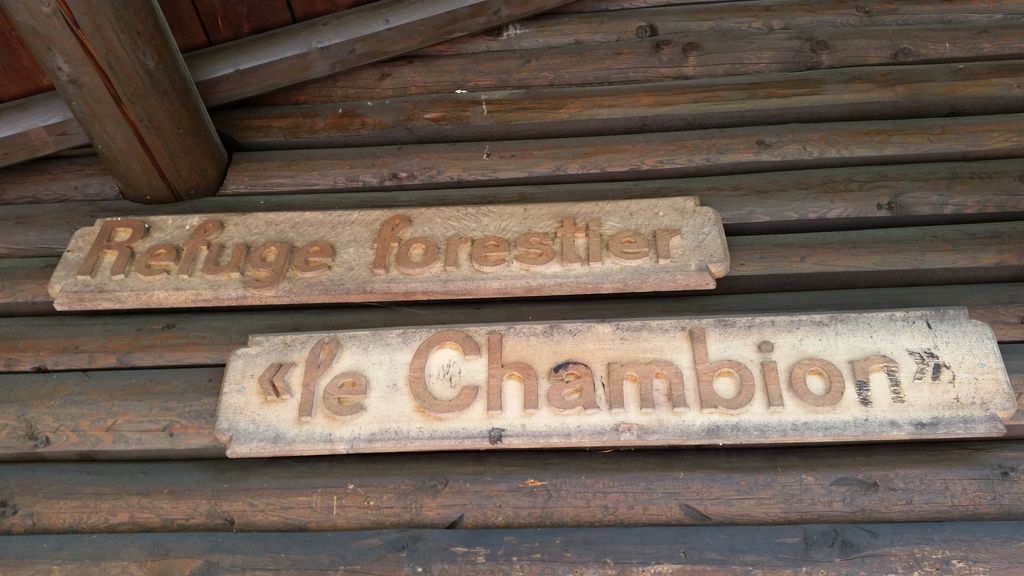 Refuge forestier
«le Chambion»